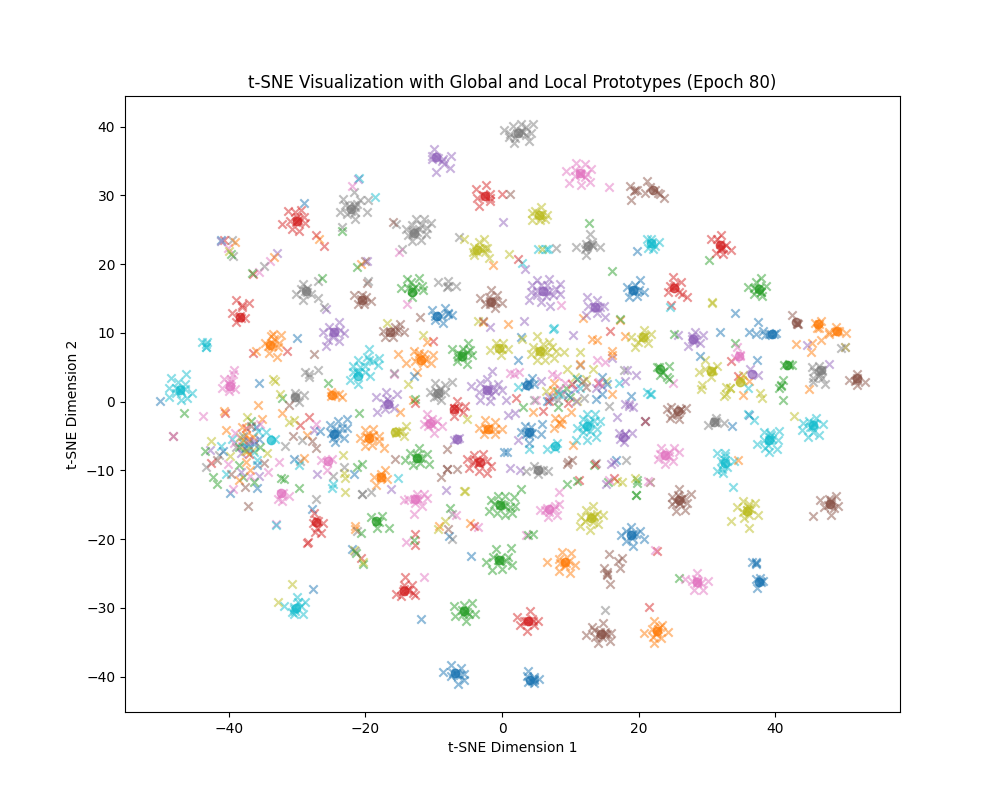 t-SNE Visualization with Global and Local Prototypes (Epoch 80)
40
30
20
10
0
−10
−20
−30
−40
t-SNE Dimension 2
−40 −20 0 20 40
t-SNE Dimension 1